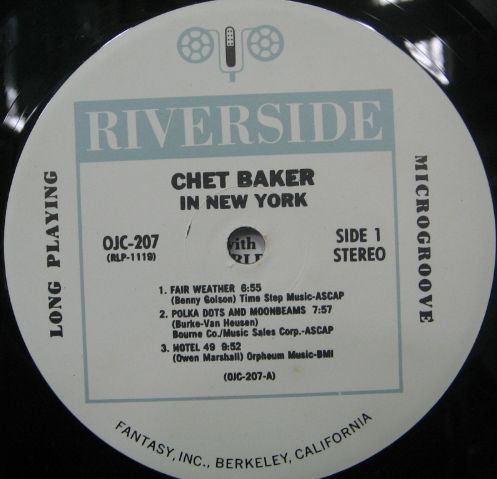 RIVERSIDE
CHET BAKER
IN NEW YORK
LONG PLAYING
MICROGROOVE
OJC-207
(RLP-1119)
with
SIDE 1
STEREO
1. FAIR WEATHER 6:55
(Benny Golson) Time Step Music-ASCAP
2. POLKA DOTS AND MOONBEAMS 7:57
(Burke-Van Heusen)
Bourne Co./Music Sales Corp.-ASCAP
3. HOTEL 49 9:52
(Owen Marshall) Orpheum Music-BMI
(OJC-207-A)
FANTASY, INC., BERKELEY, CALIFORNIA